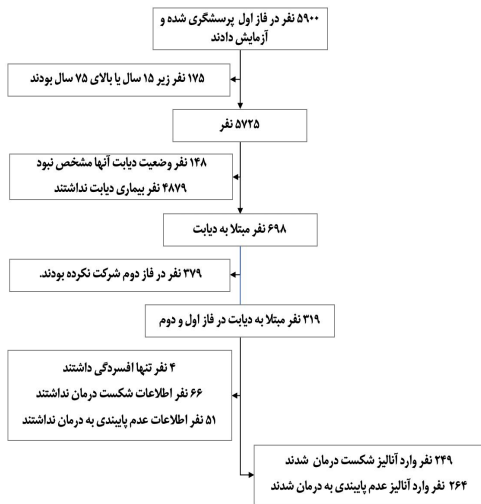 ۵۹۰۰ نفر در فاز اول پرسشگری شده و
آزمایش دادند
۱۷۵ نفر زیر ۱۵ سال یا بالای ۷۵ سال بودند
۵۷۲۵ نفر
۱۴۸ نفر وضعیت دیابت آنها مشخص نبود
۴۸۷۹ نفر بیماری دیابت نداشتند
۶۹۸ نفر مبتلا به دیابت
۳۷۹ نفر در فاز دوم شرکت نکرده بودند.
۳۱۹ نفر مبتلا به دیابت در فاز اول و دوم
۴ نفر تنها افسردگی داشتند
۶۶ نفر اطلاعات شکست درمان نداشتند
۵۱ نفر اطلاعات عدم پایبندی به درمان نداشتند
۲۴۹ نفر وارد آنالیز شکست درمان شدند
۲۶۴ نفر وارد آنالیز عدم پایبندی به درمان شدند